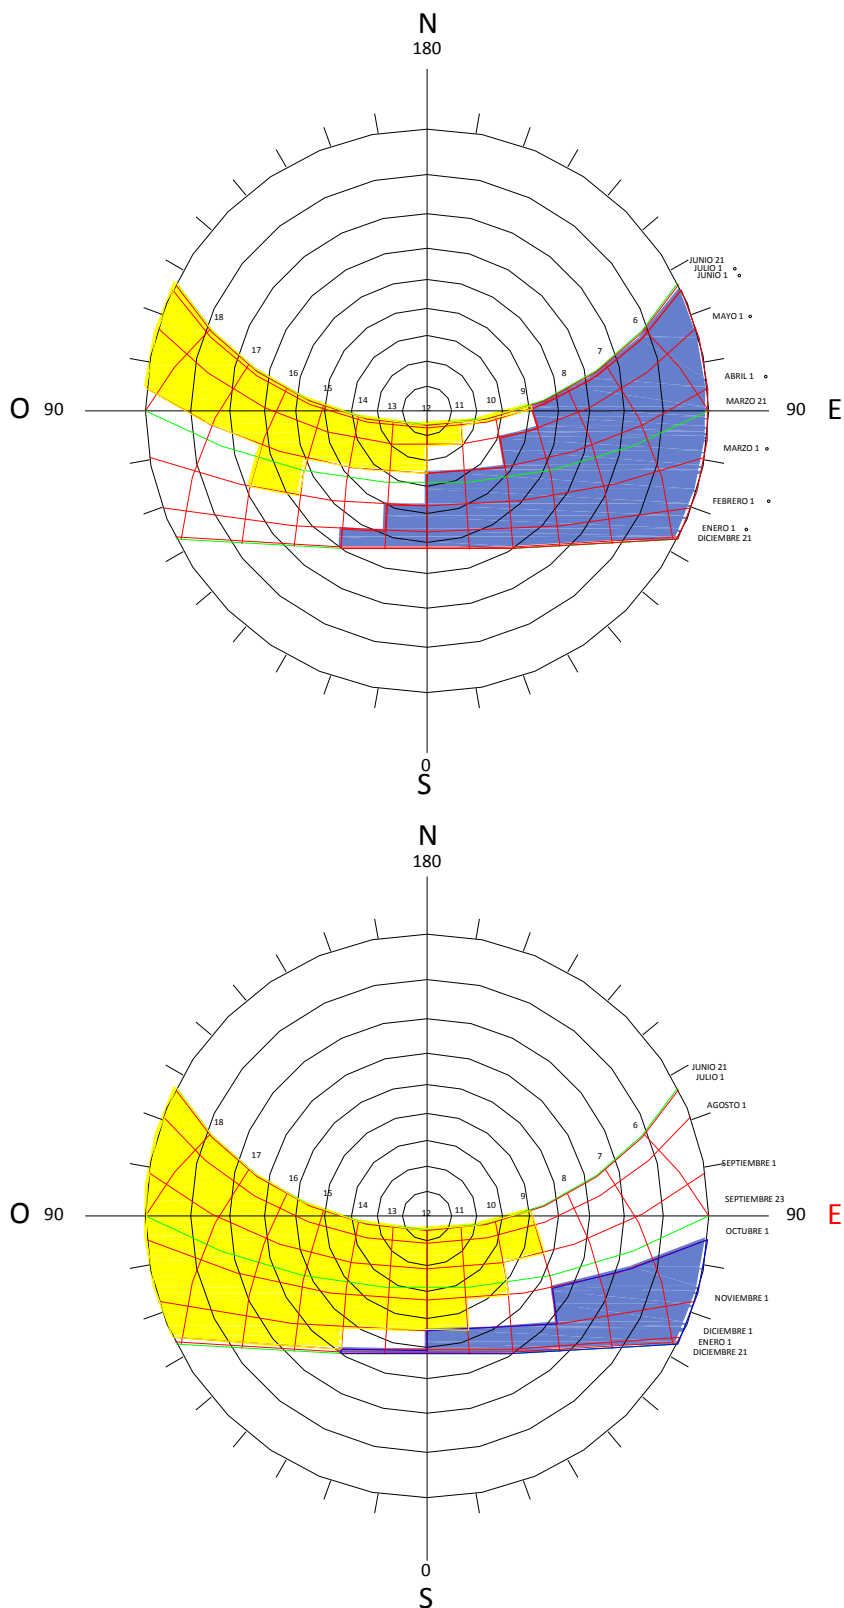 N
180
JUNIO 21
JULIO 1 °
JUNIO 1 °
18
6
MAYO 1 °
17
7
16
8
ABRIL 1 °
15
9
14
10
13
11
12
MARZO 21
O 90
90 E
MARZO 1 °
FEBRERO 1 °
ENERO 1 °
DICIEMBRE 21
0
S
N
180
JUNIO 21
JULIO 1
AGOSTO 1
18
6
17
7
SEPTIEMBRE 1
16
8
15
9
SEPTIEMBRE 23
14
10
13
11
12
O 90
90 E
OCTUBRE 1
NOVIEMBRE 1
DICIEMBRE 1
ENERO 1
DICIEMBRE 21
0
S